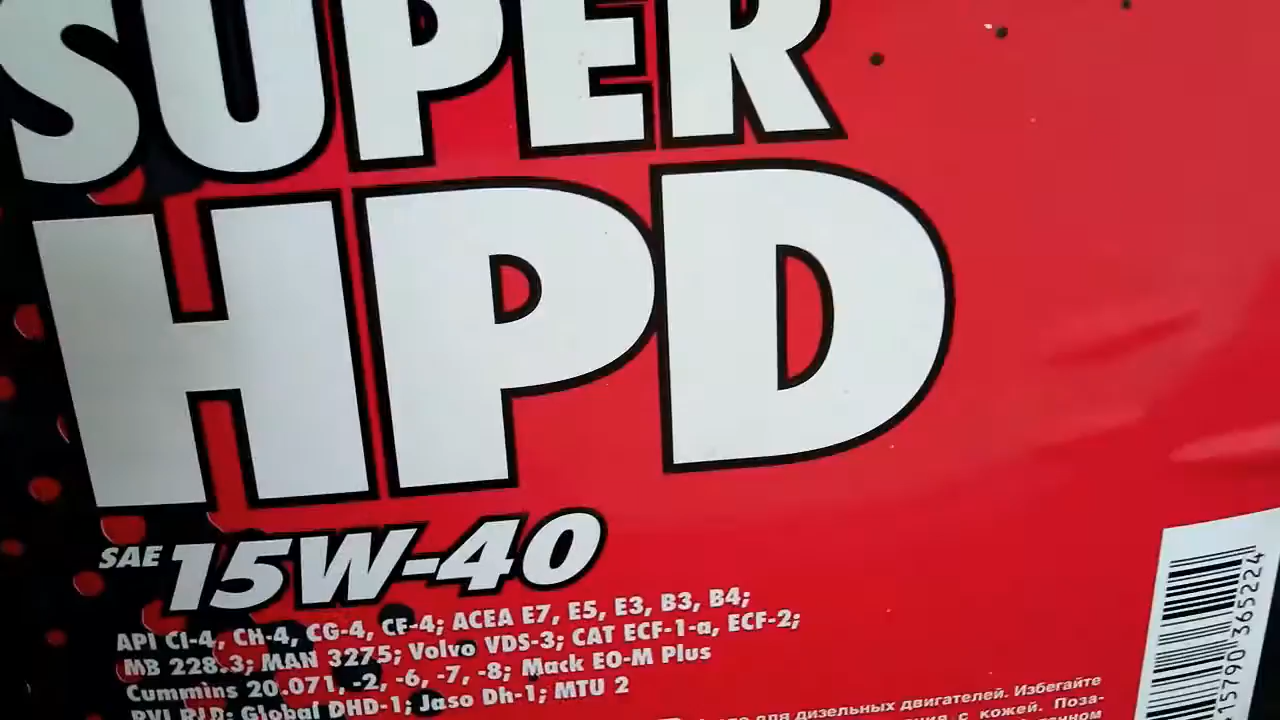 SUPER
HPD
SAE 15W-40
API CI-4, CH-4, CG-4, CF-4; ACEA E7, E5, E3, B3, B4;
MB 228.3; MAN 3275; Volvo VDS-3; CAT ECF-1-a, ECF-2;
Cummins 20.071, -2, -6, -7, -8; Mack EO-M Plus
RVI RLD; Global DHD-1; Jaso Dh-1; MTU 2
для дизельных двигателей. Избегайте
с кожей. Поза-
15790 365224